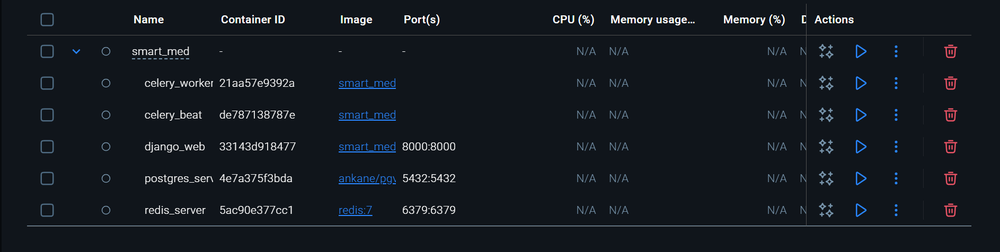 Name Container ID Image Port(s) CPU (%) Memory usage... Memory (%) D Actions
smart_med - - - N/A N/A N/A N
celery_worker 21aa57e9392a smart_med N/A N/A N/A N
celery_beat de787138787e smart_med N/A N/A N/A N
django_web 33143d918477 smart_med 8000:8000 N/A N/A N/A N
postgres_serv 4e7a375f3bda ankane/pgv 5432:5432 N/A N/A N/A N
redis_server 5ac90e377cc1 redis:7 6379:6379 N/A N/A N/A N